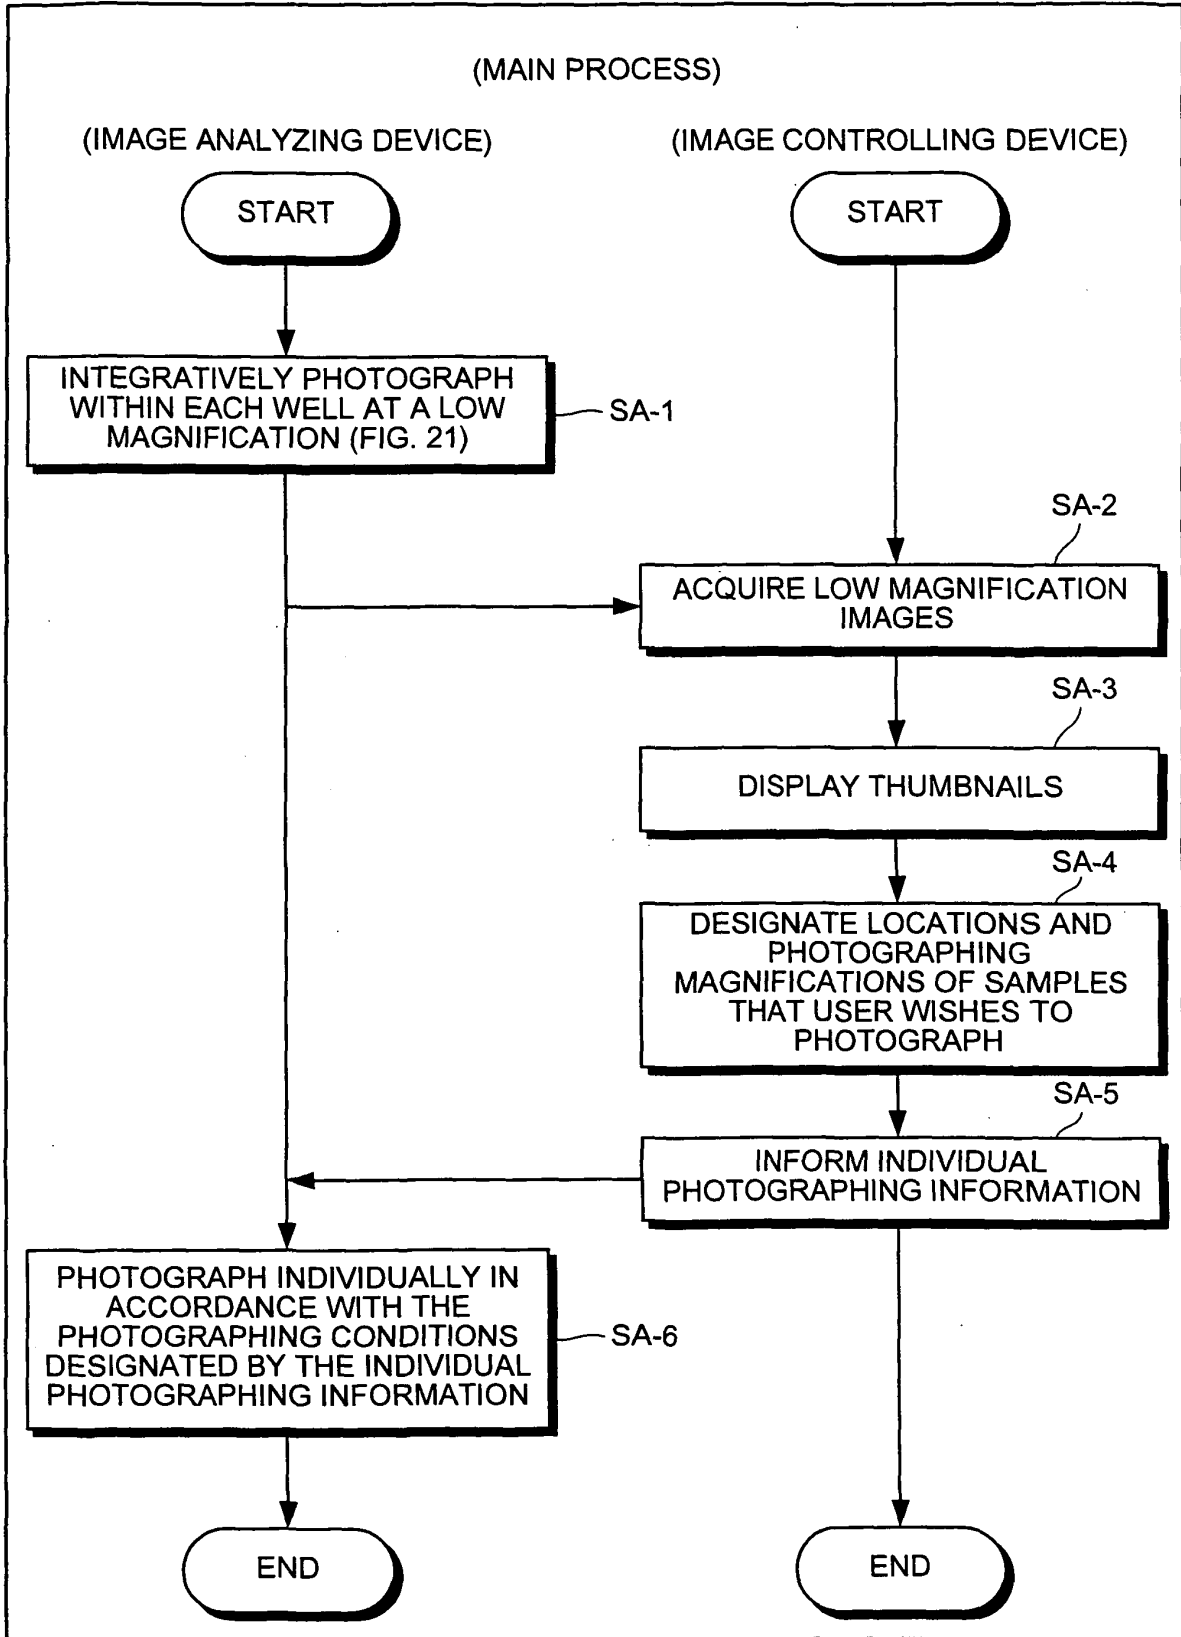 (MAIN PROCESS)
(IMAGE ANALYZING DEVICE)
(IMAGE CONTROLLING DEVICE)
START
START
INTEGRATIVELY PHOTOGRAPH
WITHIN EACH WELL AT A LOW
MAGNIFICATION (FIG. 21)
SA-1
SA-2
ACQUIRE LOW MAGNIFICATION
IMAGES
SA-3
DISPLAY THUMBNAILS
SA-4
DESIGNATE LOCATIONS AND
PHOTOGRAPHING
MAGNIFICATIONS OF SAMPLES
THAT USER WISHES TO
PHOTOGRAPH
SA-5
INFORM INDIVIDUAL
PHOTOGRAPHING INFORMATION
PHOTOGRAPH INDIVIDUALLY IN
ACCORDANCE WITH THE
PHOTOGRAPHING CONDITIONS
DESIGNATED BY THE INDIVIDUAL
PHOTOGRAPHING INFORMATION
SA-6
END
END